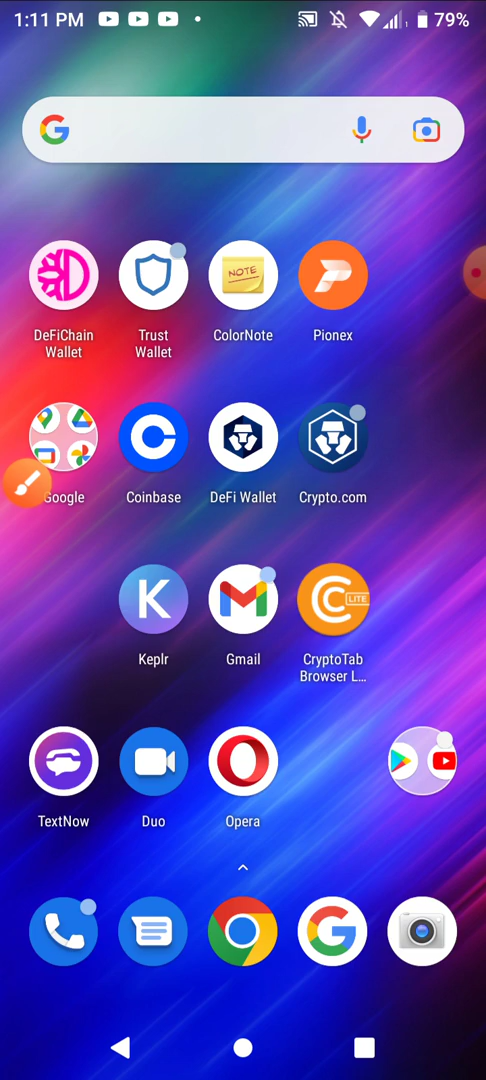 1:11 PM
79%
DeFiChain
Wallet
Trust
Wallet
NOTE
ColorNote
Pionex
Google
Coinbase
DeFi Wallet
Crypto.com
K
Keplr
Gmail
LITE
CryptoTab
Browser L...
TextNow
Duo
Opera